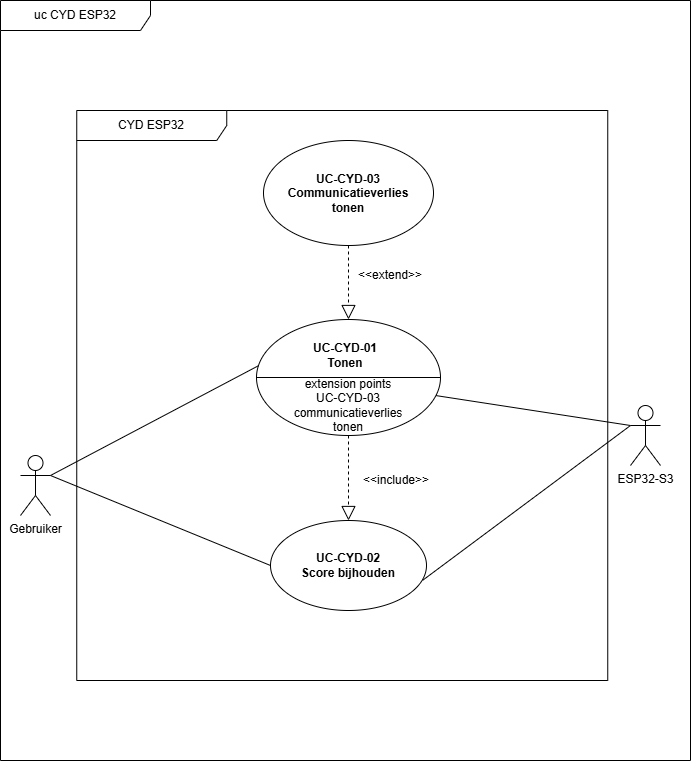 uc CYD ESP32
CYD ESP32
UC-CYD-03
Communicatieverlies
tonen
<<extend>>
UC-CYD-01
Tonen
extension points
UC-CYD-03
communicatieverlies
tonen
<<include>>
ESP32-S3
Gebruiker
UC-CYD-02
Score bijhouden